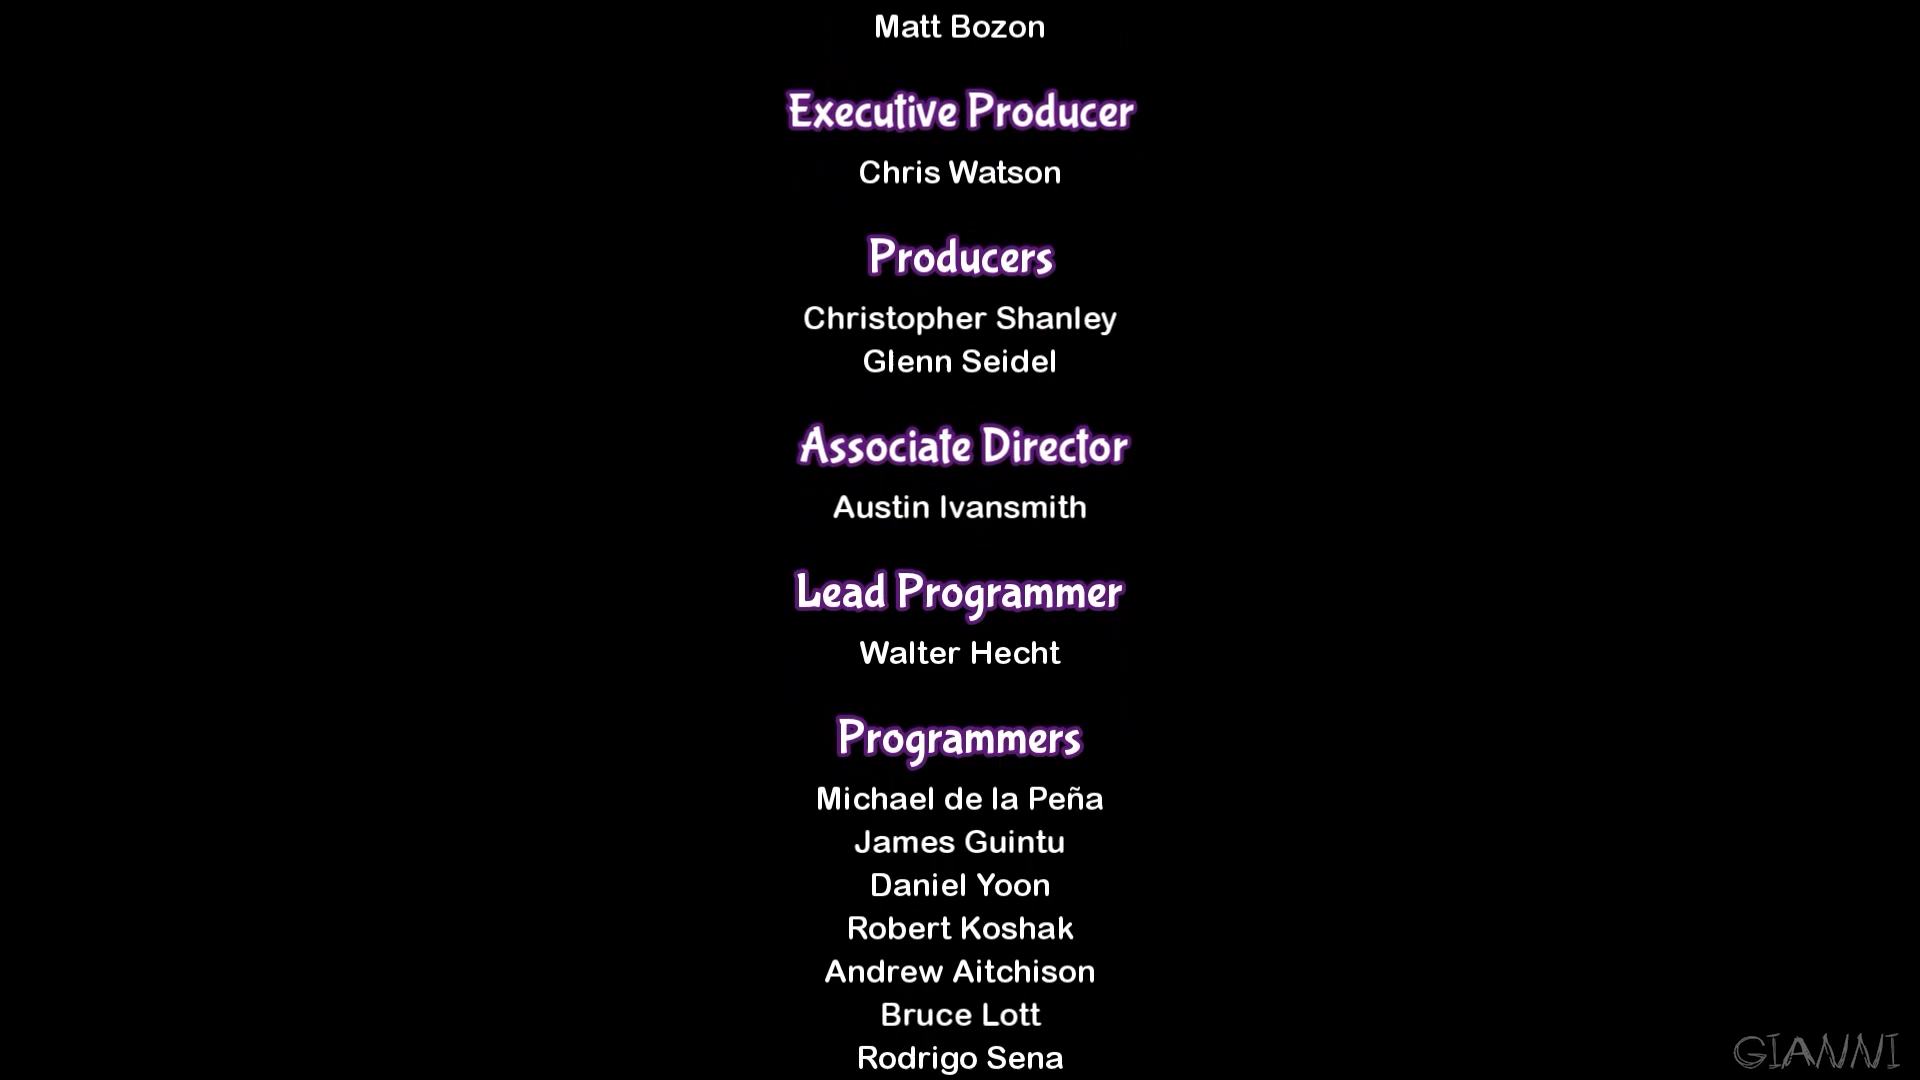 Matt Bozon
Executive Producer
Chris Watson
Producers
Christopher Shanley
Glenn Seidel
Associate Director
Austin Ivansmith
Lead Programmer
Walter Hecht
Programmers
Michael de la Peña
James Guintu
Daniel Yoon
Robert Koshak
Andrew Aitchison
Bruce Lott
Rodrigo Sena
GIANNI